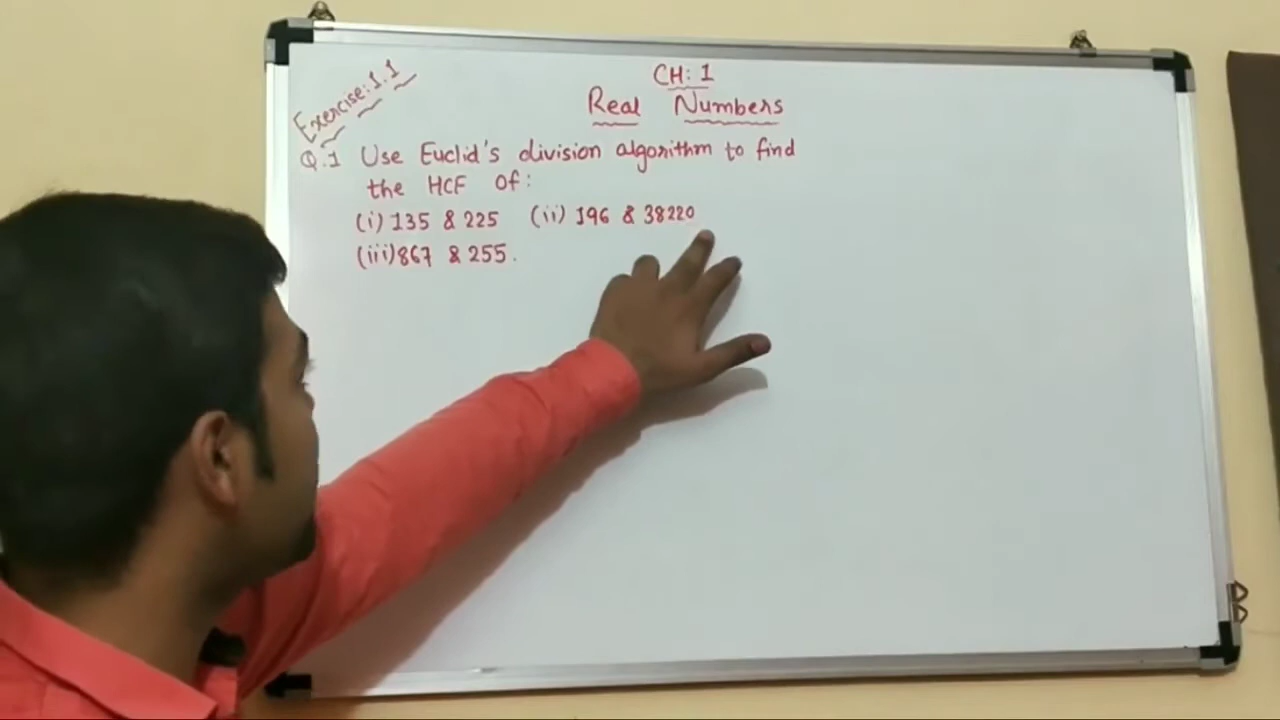 CH: 1
Real Numbers
Exercise: 1.1
Q.1 Use Euclid's division algorithm to find
the HCF Of:
(i) 135 & 225 (ii) 196 & 38220
(iii) 867 & 255.